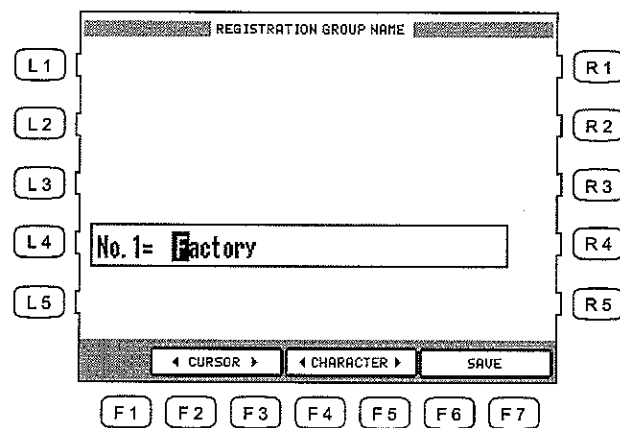 REGISTRATION GROUP NAME
L1
R1
L2
R2
L3
R3
L4
No. 1= Factory
R4
L5
R5
◄ CURSOR ► ◄ CHARACTER ► SAVE
F1 F2 F3 F4 F5 F6 F7